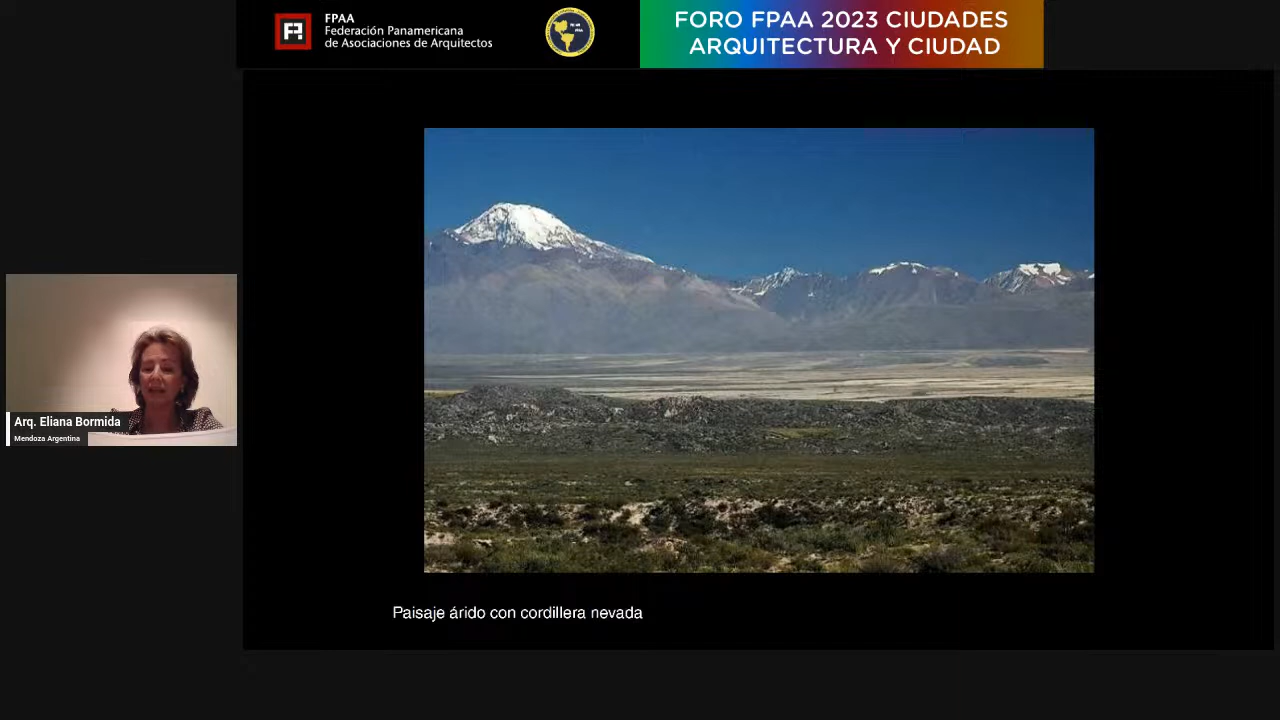 FPAA
Federación Panamericana
de Asociaciones de Arquitectos
FORO FPAA 2023 CIUDADES
ARQUITECTURA Y CIUDAD
Arq. Eliana Bormida
Mendoza Argentina
Paisaje árido con cordillera nevada